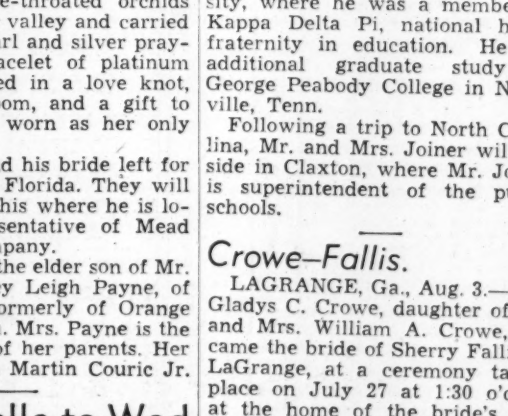 e-throated orchids
valley and carried
arl and silver pray-
acelet of platinum
ed in a love knot,
oom, and a gift to
worn as her only
d his bride left for
Florida. They will
his where he is lo-
sentative of Mead
mpany.
the elder son of Mr.
ey Leigh Payne, of
ormerly of Orange
. Mrs. Payne is the
of her parents. Her
Martin Couric Jr.
to Wed
sity, where he was a membe
Kappa Delta Pi, national h
fraternity in education. He
additional graduate study
George Peabody College in N
ville, Tenn.
Following a trip to North C
lina, Mr. and Mrs. Joiner wil
side in Claxton, where Mr. Jo
is superintendent of the pu
schools.
Crowe–Fallis.
LAGRANGE, Ga., Aug. 3.—
Gladys C. Crowe, daughter of
and Mrs. William A. Crowe,
came the bride of Sherry Fall
LaGrange, at a ceremony ta
place on July 27 at 1:30 o'c
at the home of the bride's